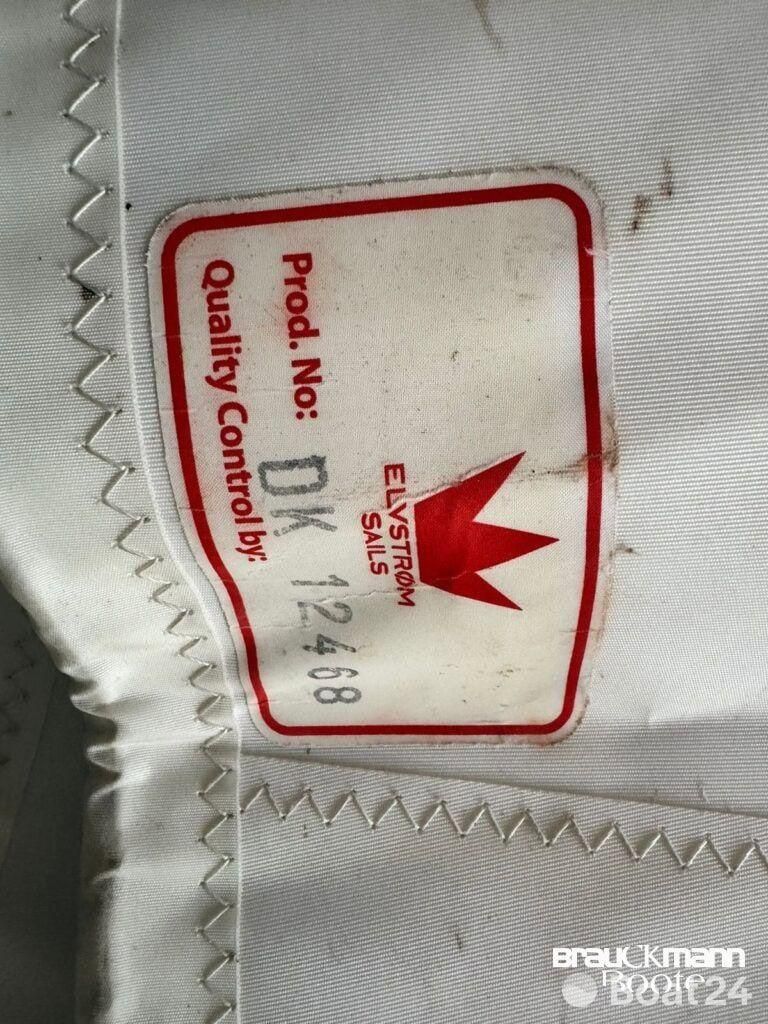 ELVSTRØM
SAILS
Prod. No: DK 12468
Quality Control by:
BrauCkmann
Boote
Boat24